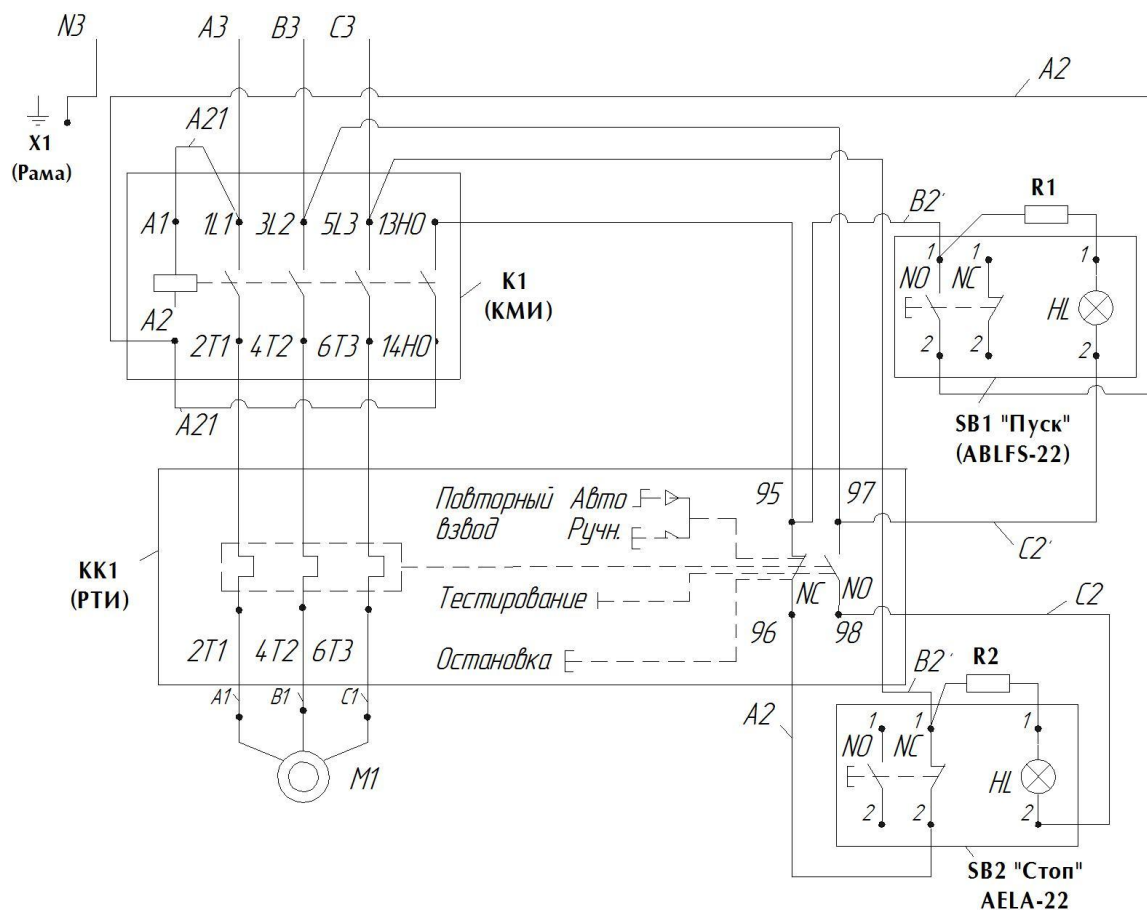 N3
A3
B3
C3
A2
A21
X1
(Рама)
R1
B2'
A1
1L1
3L2
5L3
13НО
1
1
1
NO
NC
HL
K1
(КМИ)
A2
2T1
4T2
6T3
14НО
2
2
2
A21
SB1 "Пуск"
(ABLFS-22)
Повторный
взвод
Авто
Ручн.
95
97
C2'
KK1
(РТИ)
Тестирование
NC
NO
C2
96
98
2T1
4T2
6T3
Остановка
B2'
R2
A1
B1
C1
A2
1
1
1
NO
NC
HL
M1
2
2
2
SB2 "Стоп"
AELA-22